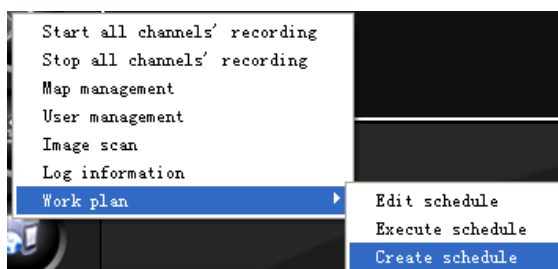 Start all channels' recording
Stop all channels' recording
Map management
User management
Image scan
Log information
Work plan
Edit schedule
Execute schedule
Create schedule